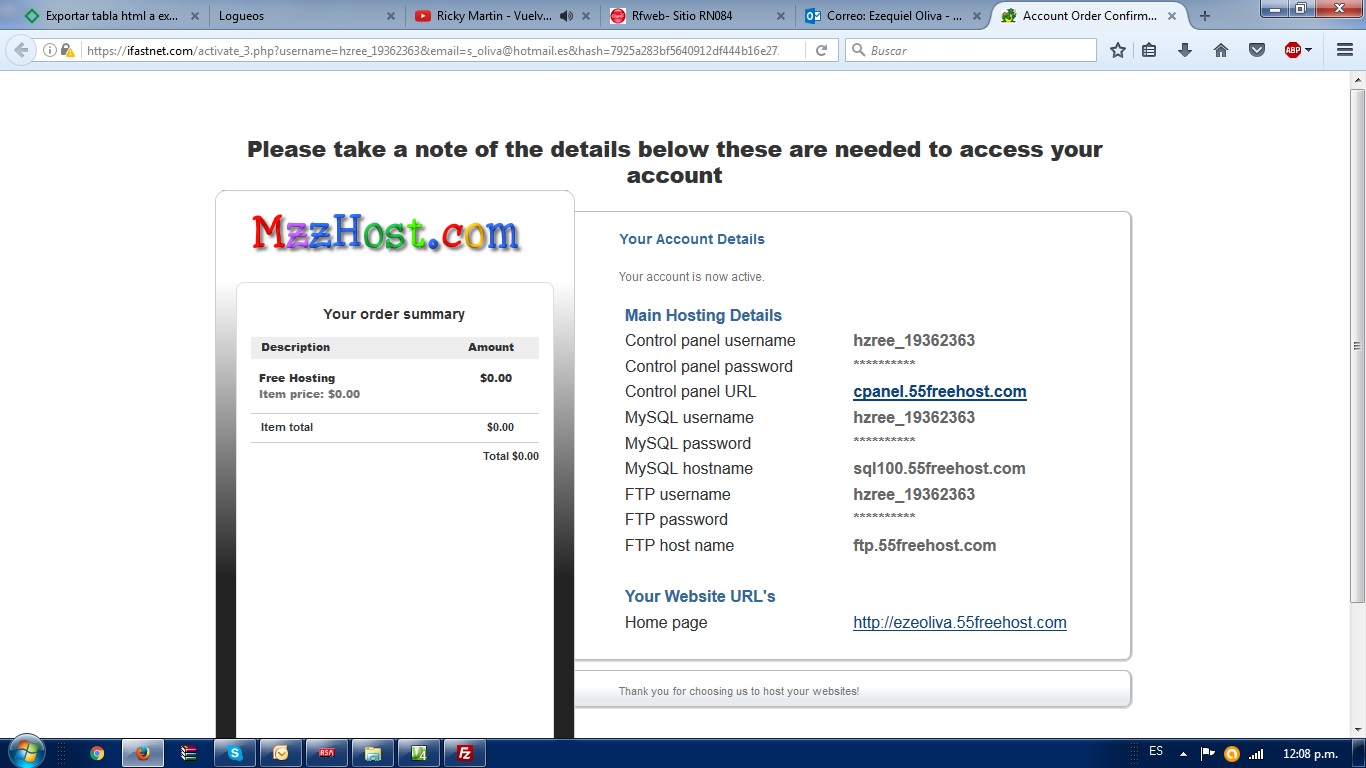 Exportar tabla html a ex...
Logueos
Ricky Martin - Vuelv...
Rfweb- Sitio RN084
Correo: Ezequiel Oliva - ...
Account Order Confirm...
https://ifastnet.com/activate_3.php?username=hzree_19362363&email=s_oliva@hotmail.es&hash=7925a283bf5640912df444b16e27
Buscar
ABP
Please take a note of the details below these are needed to access your
account
MzzHost.com
Your order summary
Description Amount
Free Hosting $0.00
Item price: $0.00
Item total $0.00
Total $0.00
Your Account Details
Your account is now active.
Main Hosting Details
Control panel username hzree_19362363
Control panel password **********
Control panel URL cpanel.55freehost.com
MySQL username hzree_19362363
MySQL password **********
MySQL hostname sql100.55freehost.com
FTP username hzree_19362363
FTP password **********
FTP host name ftp.55freehost.com
Your Website URL's
Home page http://ezeoliva.55freehost.com
Thank you for choosing us to host your websites!
ES 12:08 p.m.